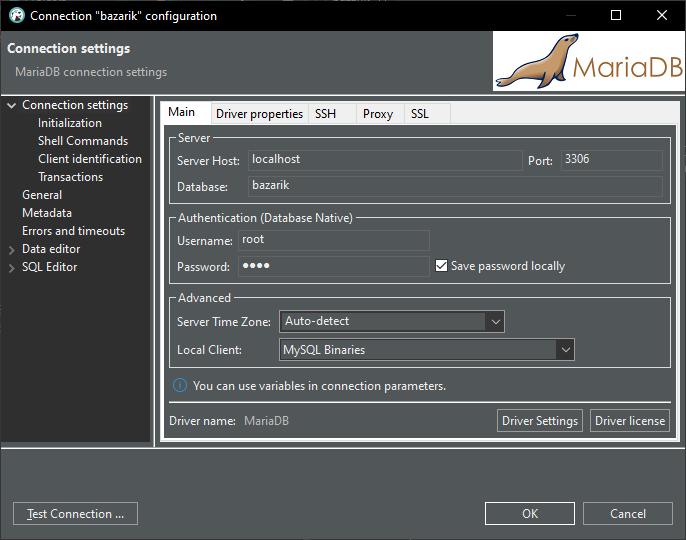 Connection "bazarik" configuration
Connection settings
MariaDB connection settings
MariaDB
Connection settings
Initialization
Shell Commands
Client identification
Transactions
General
Metadata
Errors and timeouts
Data editor
SQL Editor
Main Driver properties SSH Proxy SSL
Server
Server Host: localhost Port: 3306
Database: bazarik
Authentication (Database Native)
Username: root
Password: •••• Save password locally
Advanced
Server Time Zone: Auto-detect
Local Client: MySQL Binaries
You can use variables in connection parameters.
Driver name: MariaDB Driver Settings Driver license
Test Connection ... OK Cancel